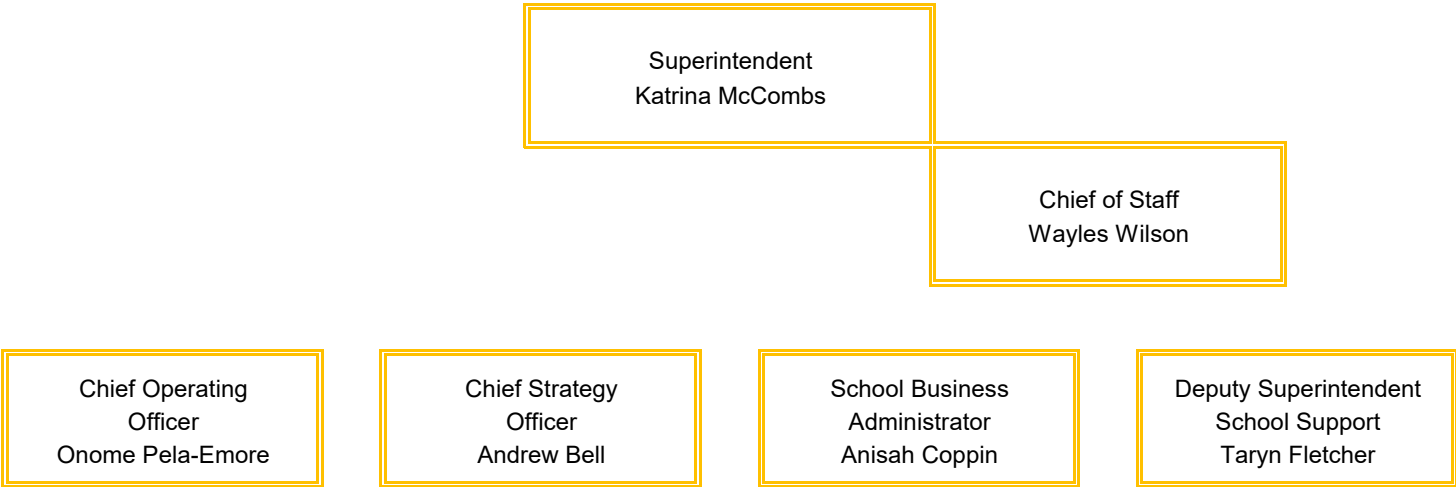 Superintendent
Katrina McCombs
Chief of Staff
Wayles Wilson
Chief Operating
Officer
Onome Pela-Emore
Chief Strategy
Officer
Andrew Bell
School Business
Administrator
Anisah Coppin
Deputy Superintendent
School Support
Taryn Fletcher